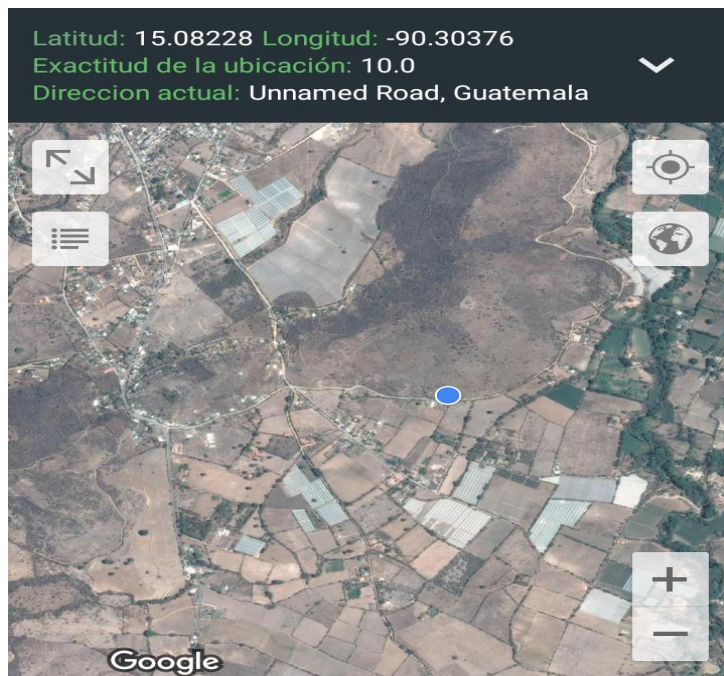 Latitud: 15.08228 Longitud: -90.30376
Exactitud de la ubicación: 10.0
Direccion actual: Unnamed Road, Guatemala
Google